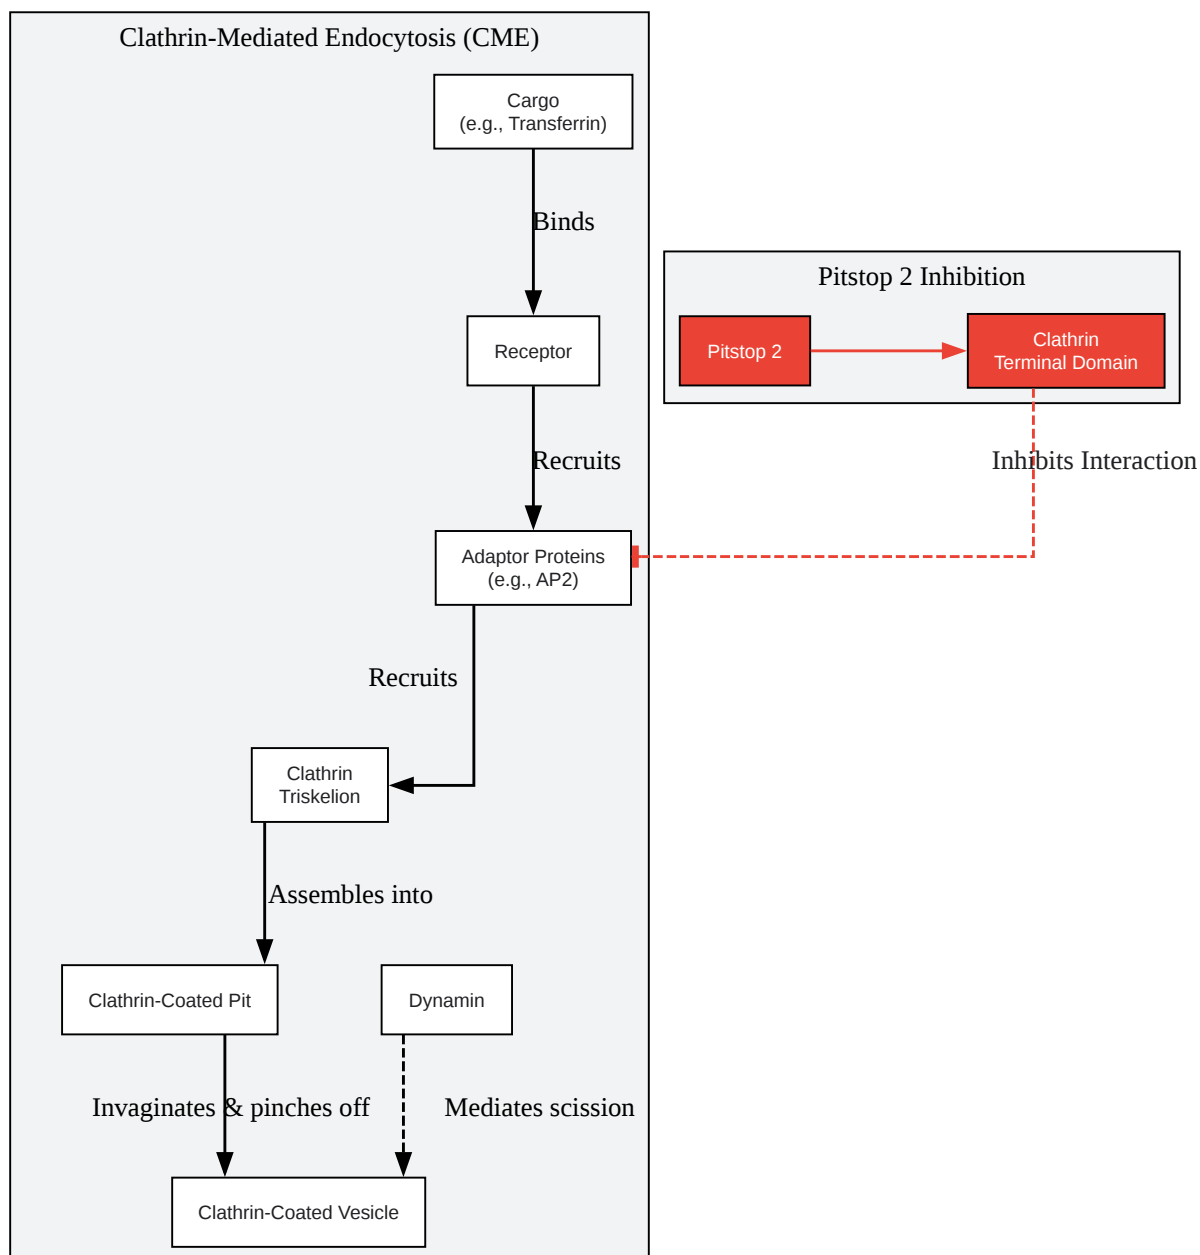 Clathrin-Mediated Endocytosis (CME)
Cargo
(e.g., Transferrin)
Binds
Receptor
Recruits
Adaptor Proteins
(e.g., AP2)
Recruits
Clathrin
Triskelion
Assembles into
Clathrin-Coated Pit
Dynamin
Invaginates & pinches off
Mediates scission
Clathrin-Coated Vesicle
Pitstop 2 Inhibition
Pitstop 2
Clathrin
Terminal Domain
Inhibits Interaction